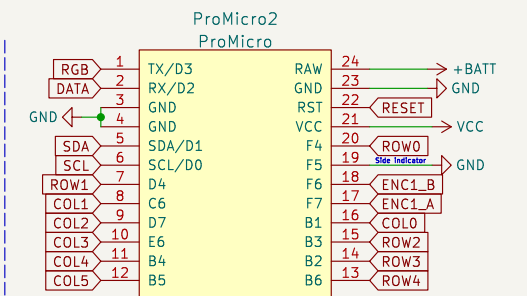 ProMicro2
ProMicro
RGB 1 TX/D3 RAW 24 +BATT
DATA 2 RX/D2 GND 23 GND
GND 3 GND RST 22 RESET
4 GND VCC 21 VCC
SDA 5 SDA/D1 F4 20 ROW0
SCL 6 SCL/D0 F5 19 Side Indicator GND
ROW1 7 D4 F6 18 ENC1_B
COL1 8 C6 F7 17 ENC1_A
COL2 9 D7 B1 16 COL0
COL3 10 E6 B3 15 ROW2
COL4 11 B4 B2 14 ROW3
COL5 12 B5 B6 13 ROW4